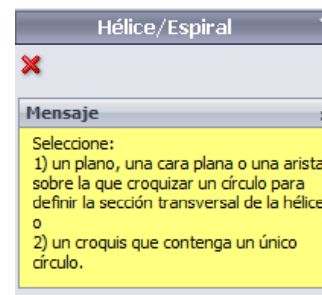 Hélice/Espiral
Mensaje
Seleccione:
1) un plano, una cara plana o una arista
sobre la que croquizar un círculo para
definir la sección transversal de la hélice
o
2) un croquis que contenga un único
círculo.